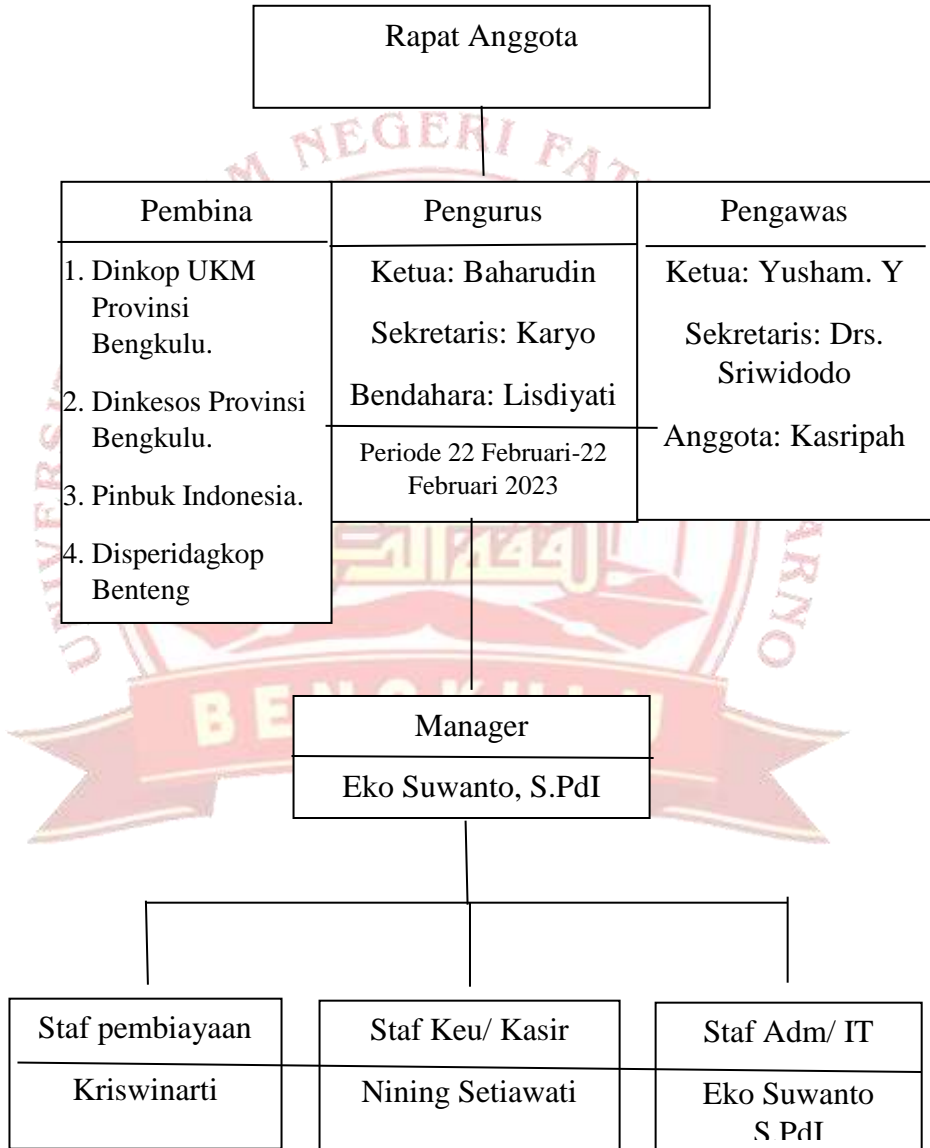 Rapat Anggota
Pembina
1. Dinkop UKM
Provinsi
Bengkulu.
2. Dinkesos Provinsi
Bengkulu.
3. Pinbuk Indonesia.
4. Disperidagkop
Benteng
Pengurus
Ketua: Baharudin
Sekretaris: Karyo
Bendahara: Lisdiyati
Periode 22 Februari-22
Februari 2023
Pengawas
Ketua: Yusham. Y
Sekretaris: Drs.
Sriwidodo
Anggota: Kasripah
Manager
Eko Suwanto, S.PdI
Staf pembiayaan
Kriswinarti
Staf Keu/ Kasir
Nining Setiawati
Staf Adm/ IT
Eko Suwanto
S.PdI
BENGKULU